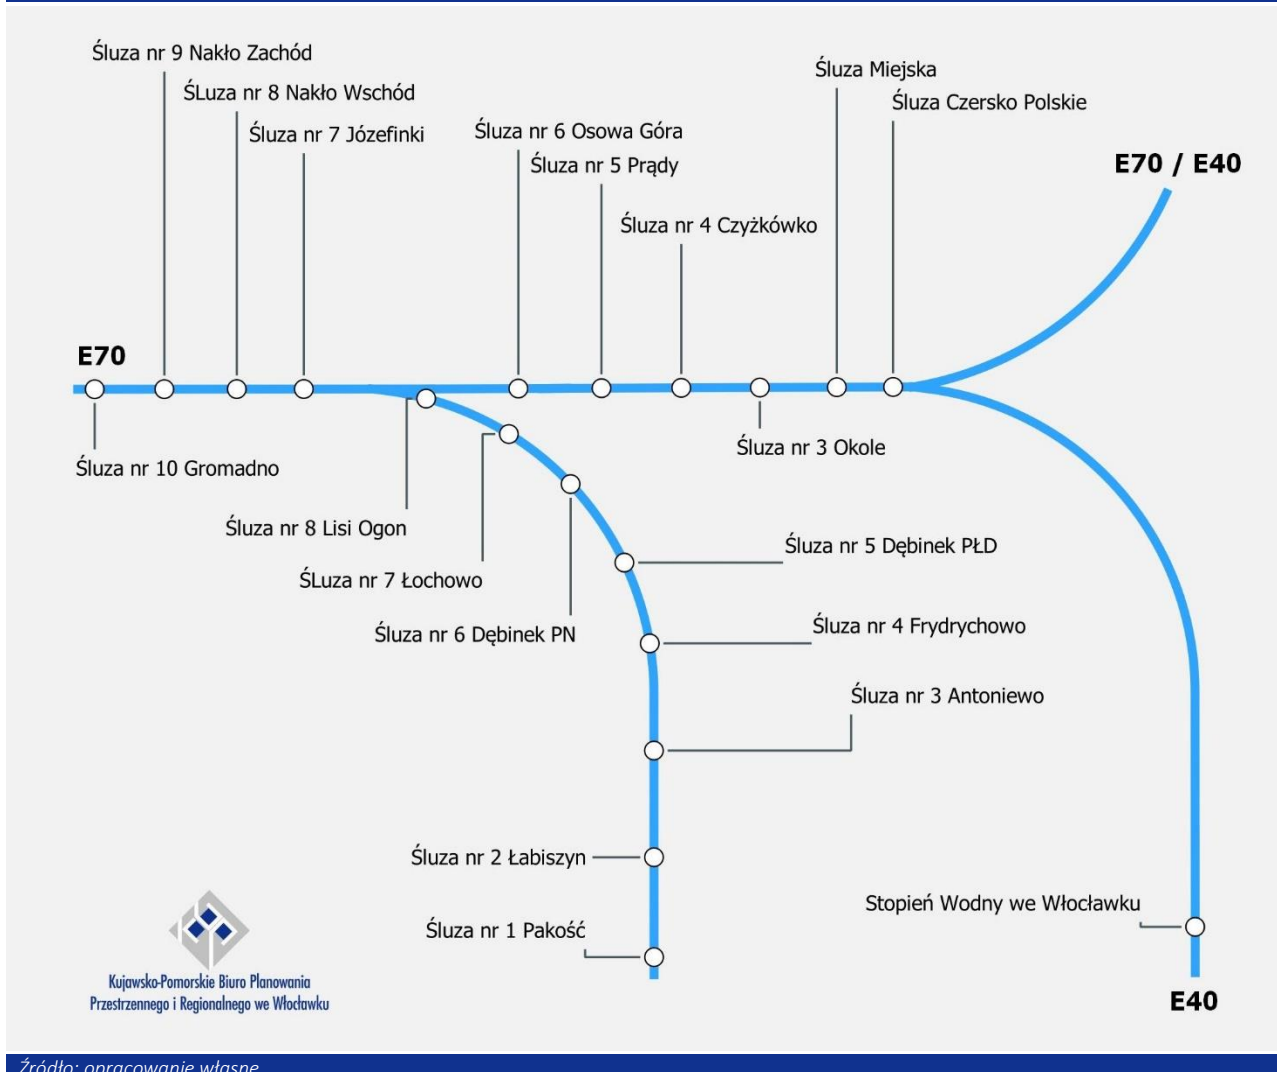 Śluza nr 9 Nakło Zachód
ŚLuza nr 8 Nakło Wschód
Śluza nr 7 Józefinki
Śluza nr 6 Osowa Góra
Śluza nr 5 Prądy
Śluza nr 4 Czyżkówko
Śluza Miejska
Śluza Czersko Polskie
E70 / E40
E70
Śluza nr 10 Gromadno
Śluza nr 3 Okole
Śluza nr 8 Lisi Ogon
ŚLuza nr 7 Łochowo
Śluza nr 6 Dębinek PN
Śluza nr 5 Dębinek PŁD
Śluza nr 4 Frydrychowo
Śluza nr 3 Antoniewo
Śluza nr 2 Łabiszyn
Śluza nr 1 Pakość
Stopień Wodny we Włocławku
E40
Kujawsko-Pomorskie Biuro Planowania
Przestrzennego i Regionalnego we Włocławku
Źródło: opracowanie własne